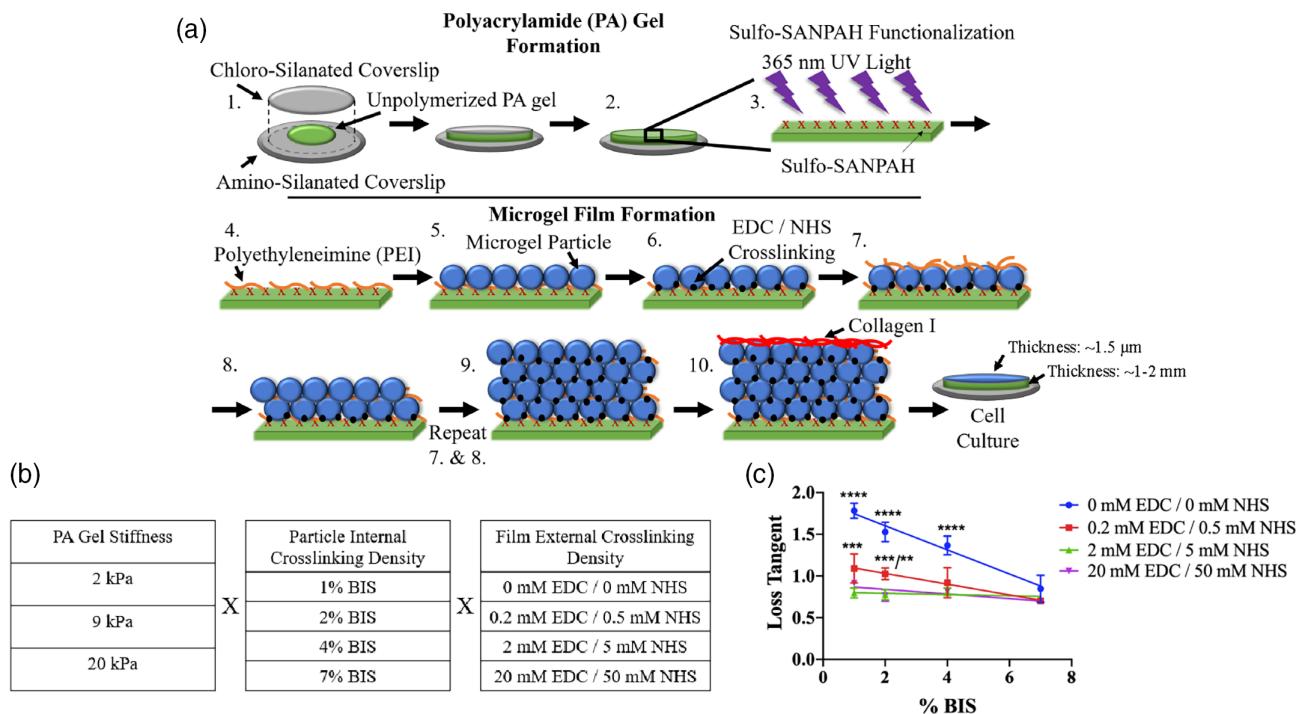 (a)
Polyacrylamide (PA) Gel
Formation
Chloro-Silanated Coverslip
1.
Unpolymerized PA gel
Amino-Silanated Coverslip
2.
Sulfo-SANPAH Functionalization
365 nm UV Light
3.
X X X X X X X X X
Sulfo-SANPAH
Microgel Film Formation
4.
Polyethyleneimine (PEI)
X X X X X X X X
5.
Microgel Particle
X X X X X X X X
6.
EDC / NHS
Crosslinking
X X X X X X X X
7.
X X X X X X X X
8.
X X X X X X X X
Repeat
7. & 8.
9.
X X X X X X X X
10.
Collagen I
X X X X X X X X
Thickness: ~1.5 μm
Thickness: ~1-2 mm
Cell
Culture
(b)
PA Gel Stiffness
2 kPa
9 kPa
20 kPa
X
Particle Internal
Crosslinking Density
1% BIS
2% BIS
4% BIS
7% BIS
X
Film External Crosslinking
Density
0 mM EDC / 0 mM NHS
0.2 mM EDC / 0.5 mM NHS
2 mM EDC / 5 mM NHS
20 mM EDC / 50 mM NHS
(c)
Loss Tangent
2.0
1.5
1.0
0.5
0.0
0 2 4 6 8
% BIS
****
****
****
***
***/**
0 mM EDC / 0 mM NHS
0.2 mM EDC / 0.5 mM NHS
2 mM EDC / 5 mM NHS
20 mM EDC / 50 mM NHS